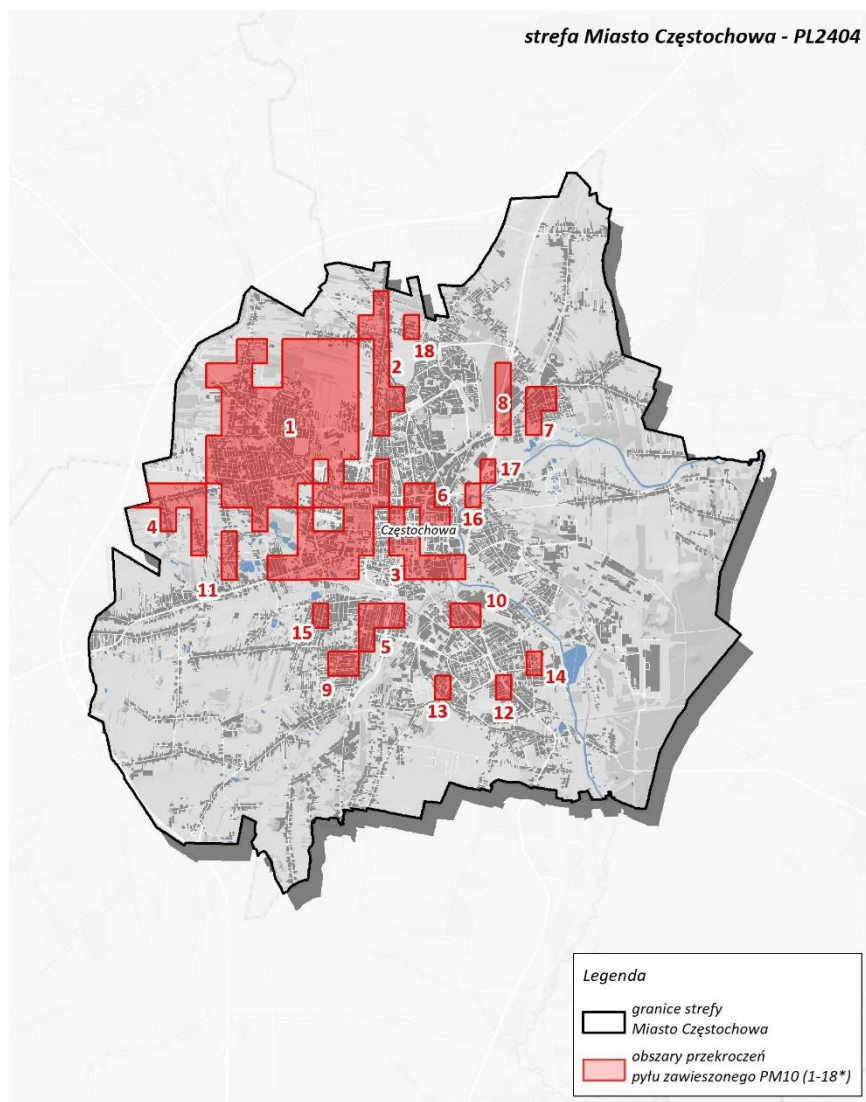 strefa Miasto Częstochowa - PL2404
18
2
1
8
7
17
6
16
4
Częstochowa
3
11
10
15
5
14
9
13
12
Legenda
granice strefy
Miasto Częstochowa
obszary przekroczeń
pyłu zawieszonego PM10 (1-18*)